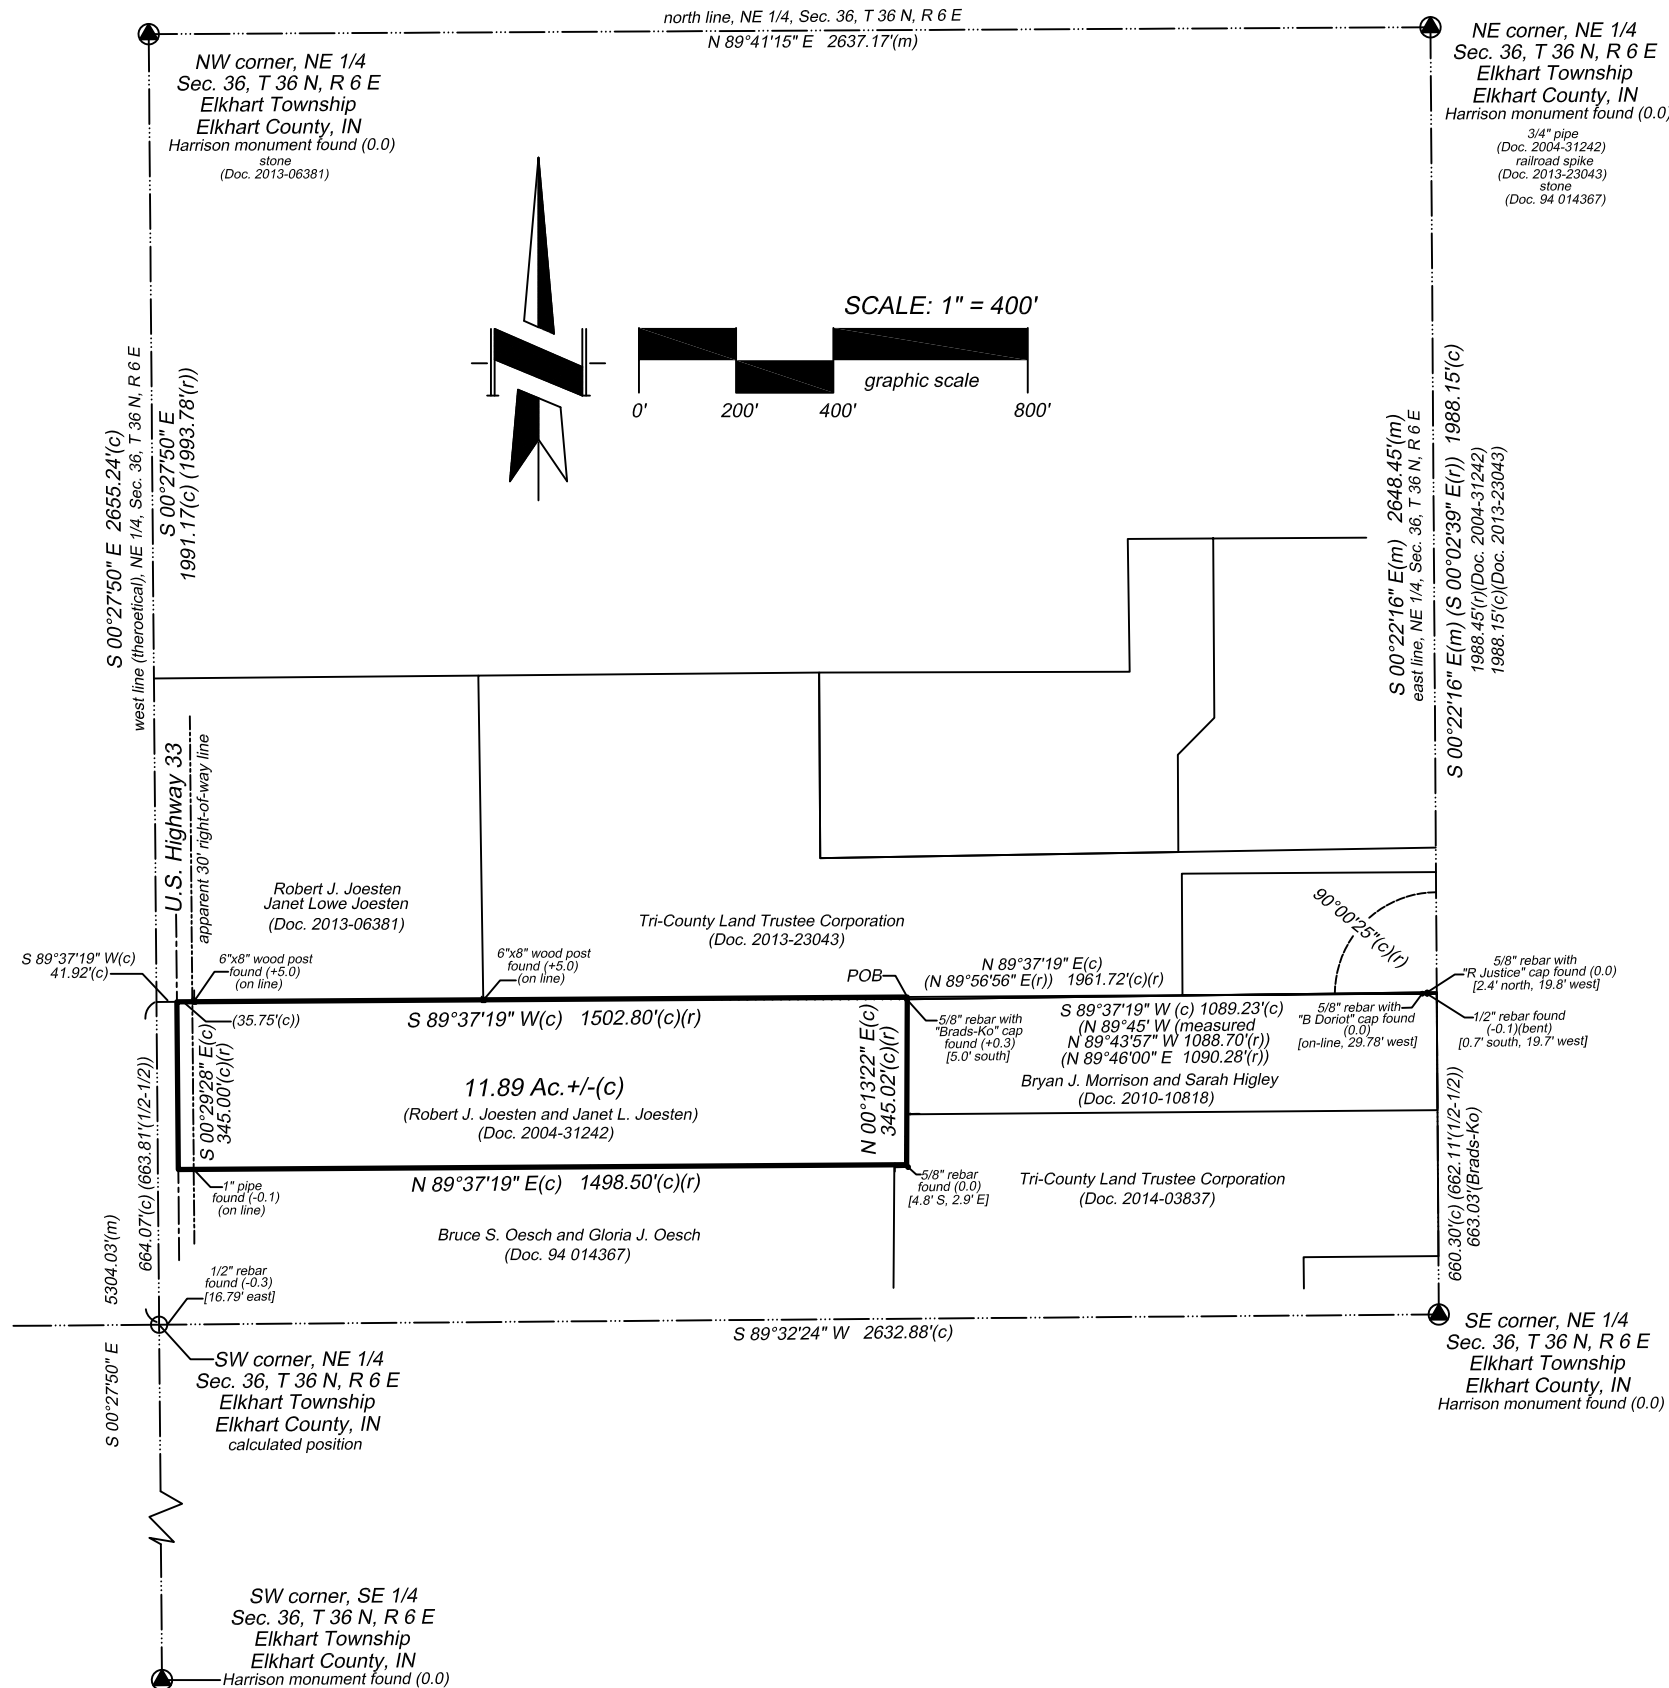 north line, NE 1/4, Sec. 36, T 36 N, R 6 E
N 89°41'15" E 2637.17'(m)
NW corner, NE 1/4
Sec. 36, T 36 N, R 6 E
Elkhart Township
Elkhart County, IN
Harrison monument found (0.0)
stone
(Doc. 2013-06381)
NE corner, NE 1/4
Sec. 36, T 36 N, R 6 E
Elkhart Township
Elkhart County, IN
Harrison monument found (0.0)
3/4" pipe
(Doc. 2004-31242)
railroad spike
(Doc. 2013-23043)
stone
(Doc. 94 014367)
SCALE: 1" = 400'
graphic scale
0' 200' 400' 800'
S 00°27'50" E 2655.24'(c)
west line (theroetical), NE 1/4, Sec. 36, T 36 N, R 6 E
S 00°27'50" E
1991.17(c) (1993.78'(r))
S 00°22'16" E(m) 2648.45'(m)
east line, NE 1/4, Sec. 36, T 36 N, R 6 E
S 00°22'16" E(m) (S 00°02'39" E(r)) 1988.15'(c)
1988.45'(r)(Doc. 2004-31242)
1988.15'(c)(Doc. 2013-23043)
U.S. Highway 33
apparent 30' right-of-way line
Robert J. Joesten
Janet Lowe Joesten
(Doc. 2013-06381)
Tri-County Land Trustee Corporation
(Doc. 2013-23043)
90°00'25"(c)(r)
S 89°37'19" W(c)
41.92'(c)
6"x8" wood post
found (+5.0)
(on line)
6"x8" wood post
found (+5.0)
(on line)
POB
N 89°37'19" E(c)
(N 89°56'56" E(r)) 1961.72'(c)(r)
5/8" rebar with
"R Justice" cap found (0.0)
[2.4' north, 19.8' west]
(35.75'(c))
S 89°37'19" W(c) 1502.80'(c)(r)
5/8" rebar with
"Brads-Ko" cap
found (+0.3)
[5.0' south]
S 89°37'19" W (c) 1089.23'(c)
(N 89°45' W (measured
N 89°43'57" W 1088.70'(r))
(N 89°46'00" E 1090.28'(r))
5/8" rebar with
"B Doriot" cap found
(0.0)
[on-line, 29.78' west]
1/2" rebar found
(-0.1)(bent)
[0.7' south, 19.7' west]
S 00°29'28" E(c)
345.00'(c)(r)
11.89 Ac.+/-(c)
(Robert J. Joesten and Janet L. Joesten)
(Doc. 2004-31242)
N 00°13'22" E(c)
345.02'(c)(r)
Bryan J. Morrison and Sarah Higley
(Doc. 2010-10818)
664.07'(c) (663.81'(1/2-1/2))
660.30'(c) (662.11'(1/2-1/2))
663.03'(Brads-Ko)
1" pipe
found (-0.1)
(on line)
N 89°37'19" E(c) 1498.50'(c)(r)
5/8" rebar
found (0.0)
[4.8' S, 2.9' E]
Tri-County Land Trustee Corporation
(Doc. 2014-03837)
Bruce S. Oesch and Gloria J. Oesch
(Doc. 94 014367)
1/2" rebar
found (-0.3)
[16.79' east]
S 00°27'50" E 5304.03'(m)
S 89°32'24" W 2632.88'(c)
SW corner, NE 1/4
Sec. 36, T 36 N, R 6 E
Elkhart Township
Elkhart County, IN
calculated position
SE corner, NE 1/4
Sec. 36, T 36 N, R 6 E
Elkhart Township
Elkhart County, IN
Harrison monument found (0.0)
SW corner, SE 1/4
Sec. 36, T 36 N, R 6 E
Elkhart Township
Elkhart County, IN
Harrison monument found (0.0)